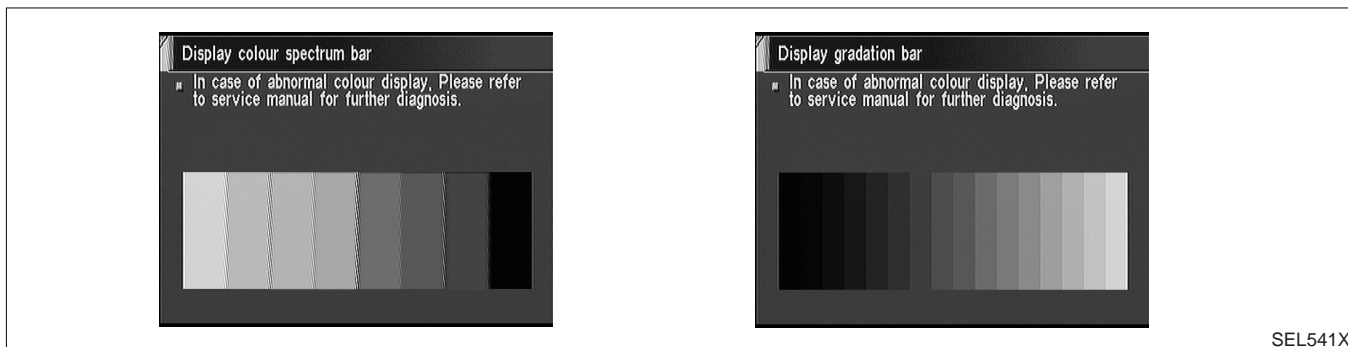 Display colour spectrum bar
In case of abnormal colour display, Please refer
to service manual for further diagnosis.
Display gradation bar
In case of abnormal colour display, Please refer
to service manual for further diagnosis.
SEL541X